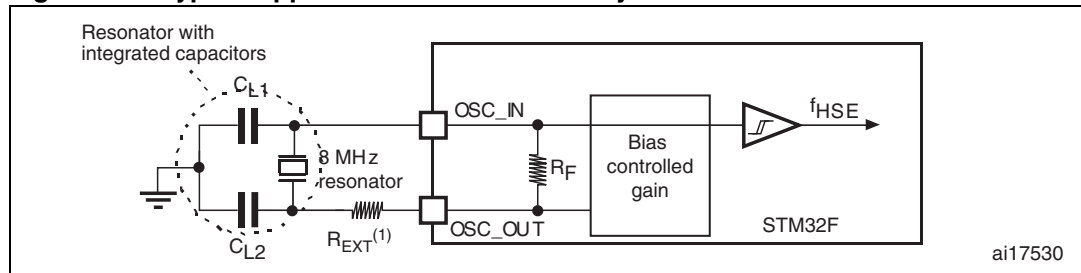 Resonator with
integrated capacitors
CL1
OSC_IN
fHSE
8 MHz
resonator
RF
Bias
controlled
gain
REXT(1)
OSC_OUT
STM32F
CL2
ai17530